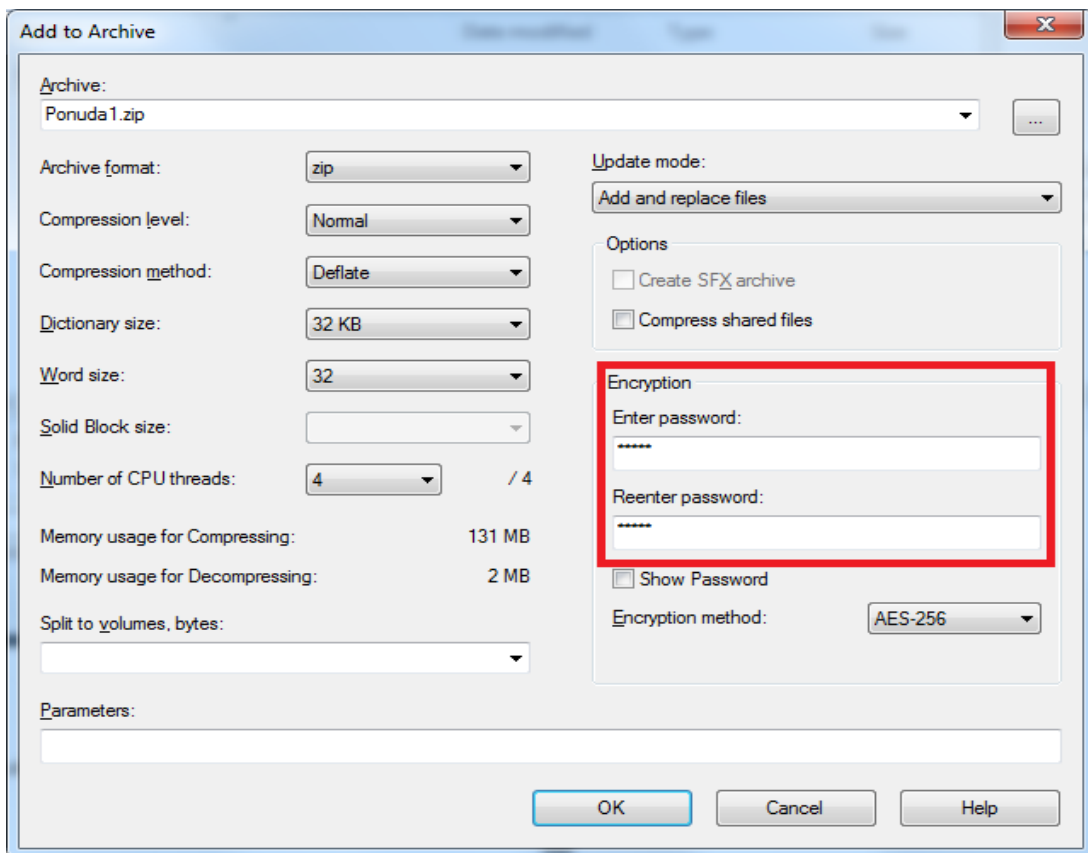 Add to Archive
Archive:
Ponuda1.zip
...
Archive format:
zip
Compression level:
Normal
Compression method:
Deflate
Dictionary size:
32 KB
Word size:
32
Solid Block size:
Number of CPU threads:
4
/ 4
Memory usage for Compressing:
131 MB
Memory usage for Decompressing:
2 MB
Split to volumes, bytes:
Update mode:
Add and replace files
Options
Create SFX archive
Compress shared files
Encryption
Enter password:
*****
Reenter password:
*****
Show Password
Encryption method:
AES-256
Parameters:
OK
Cancel
Help